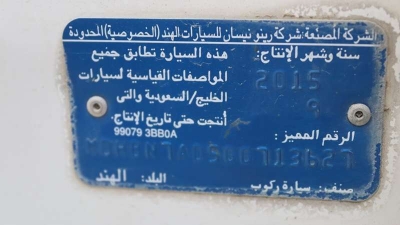 الشركة المصنعة:شركة رينو نيسان للسيارات الهند (الخصوصية) المحدودة
سنة وشهر الإنتاج: هذه السيارة تطابق جميع
2015 المواصفات القياسية لسيارات
9 الخليج/السعودية والتى
أنتجت حتى تاريخ الإنتاج.
الرقم المميز: 99079 3BB0A
صنف: سيارة ركوب البلد: الهند